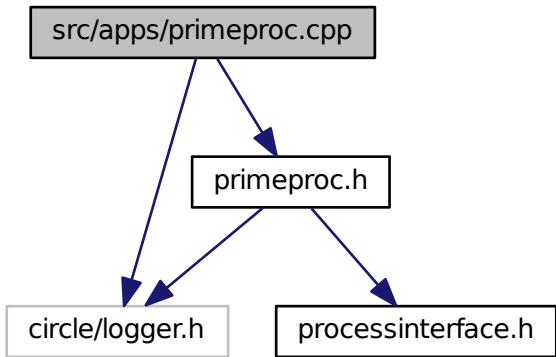 src/apps/primeproc.cpp
primeproc.h
circle/logger.h
processinterface.h